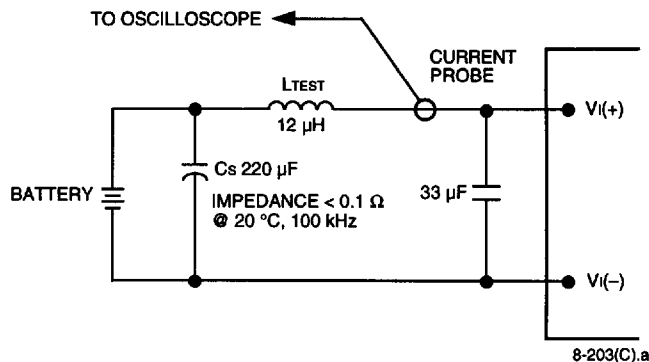 TO OSCILLOSCOPE
CURRENT
PROBE
LTEST
12 µH
VI(+)
CS 220 µF
BATTERY
IMPEDANCE < 0.1 Ω
@ 20 °C, 100 kHz
33 µF
VI(–)
8-203(C).a